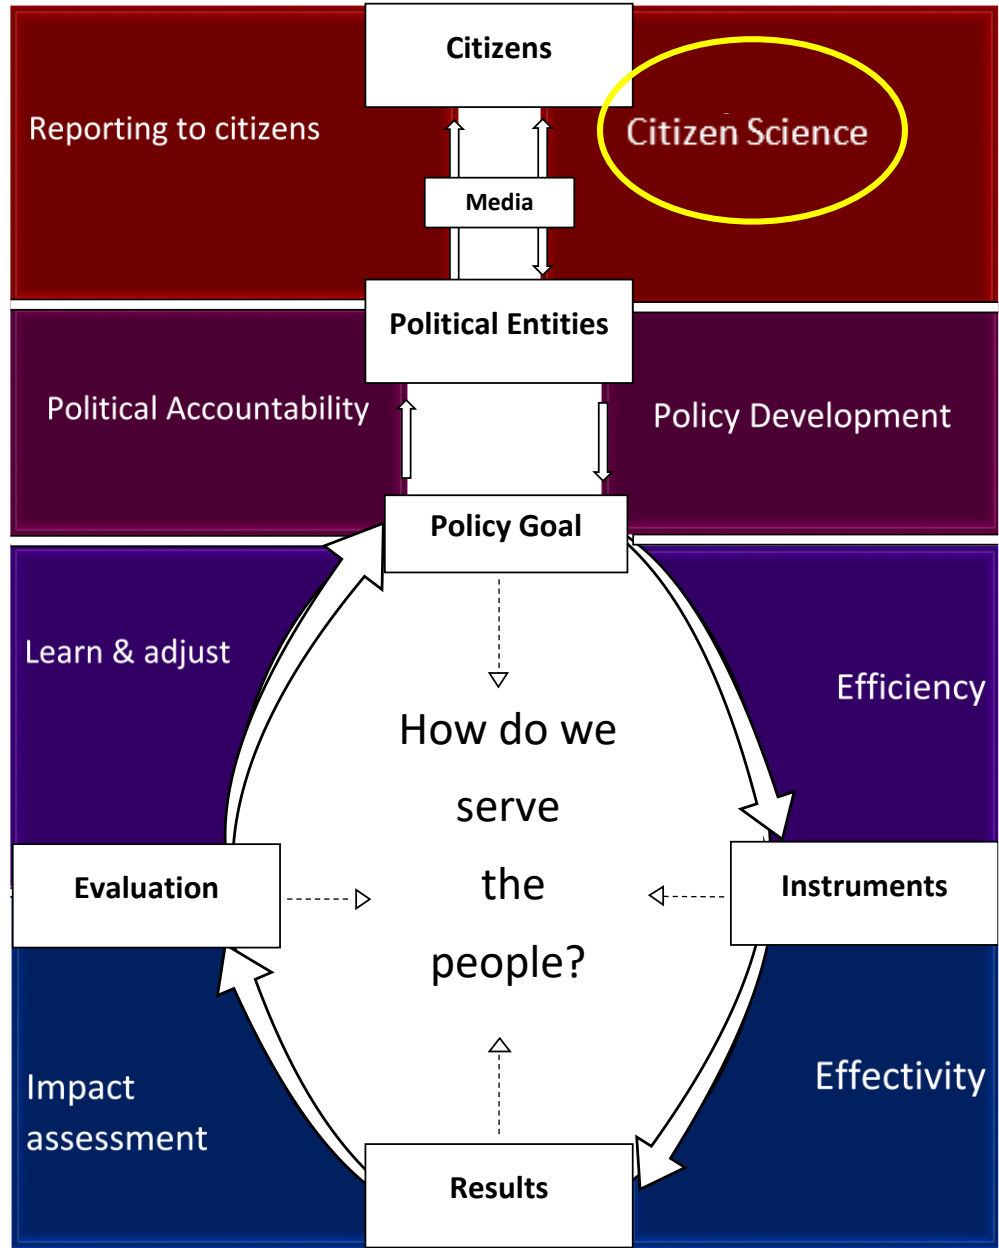 Citizens
Reporting to citizens
Citizen Science
Media
Political Entities
Political Accountability
Policy Development
Policy Goal
Learn & adjust
Efficiency
How do we
serve
the
people?
Evaluation
Instruments
Impact
assessment
Effectivity
Results